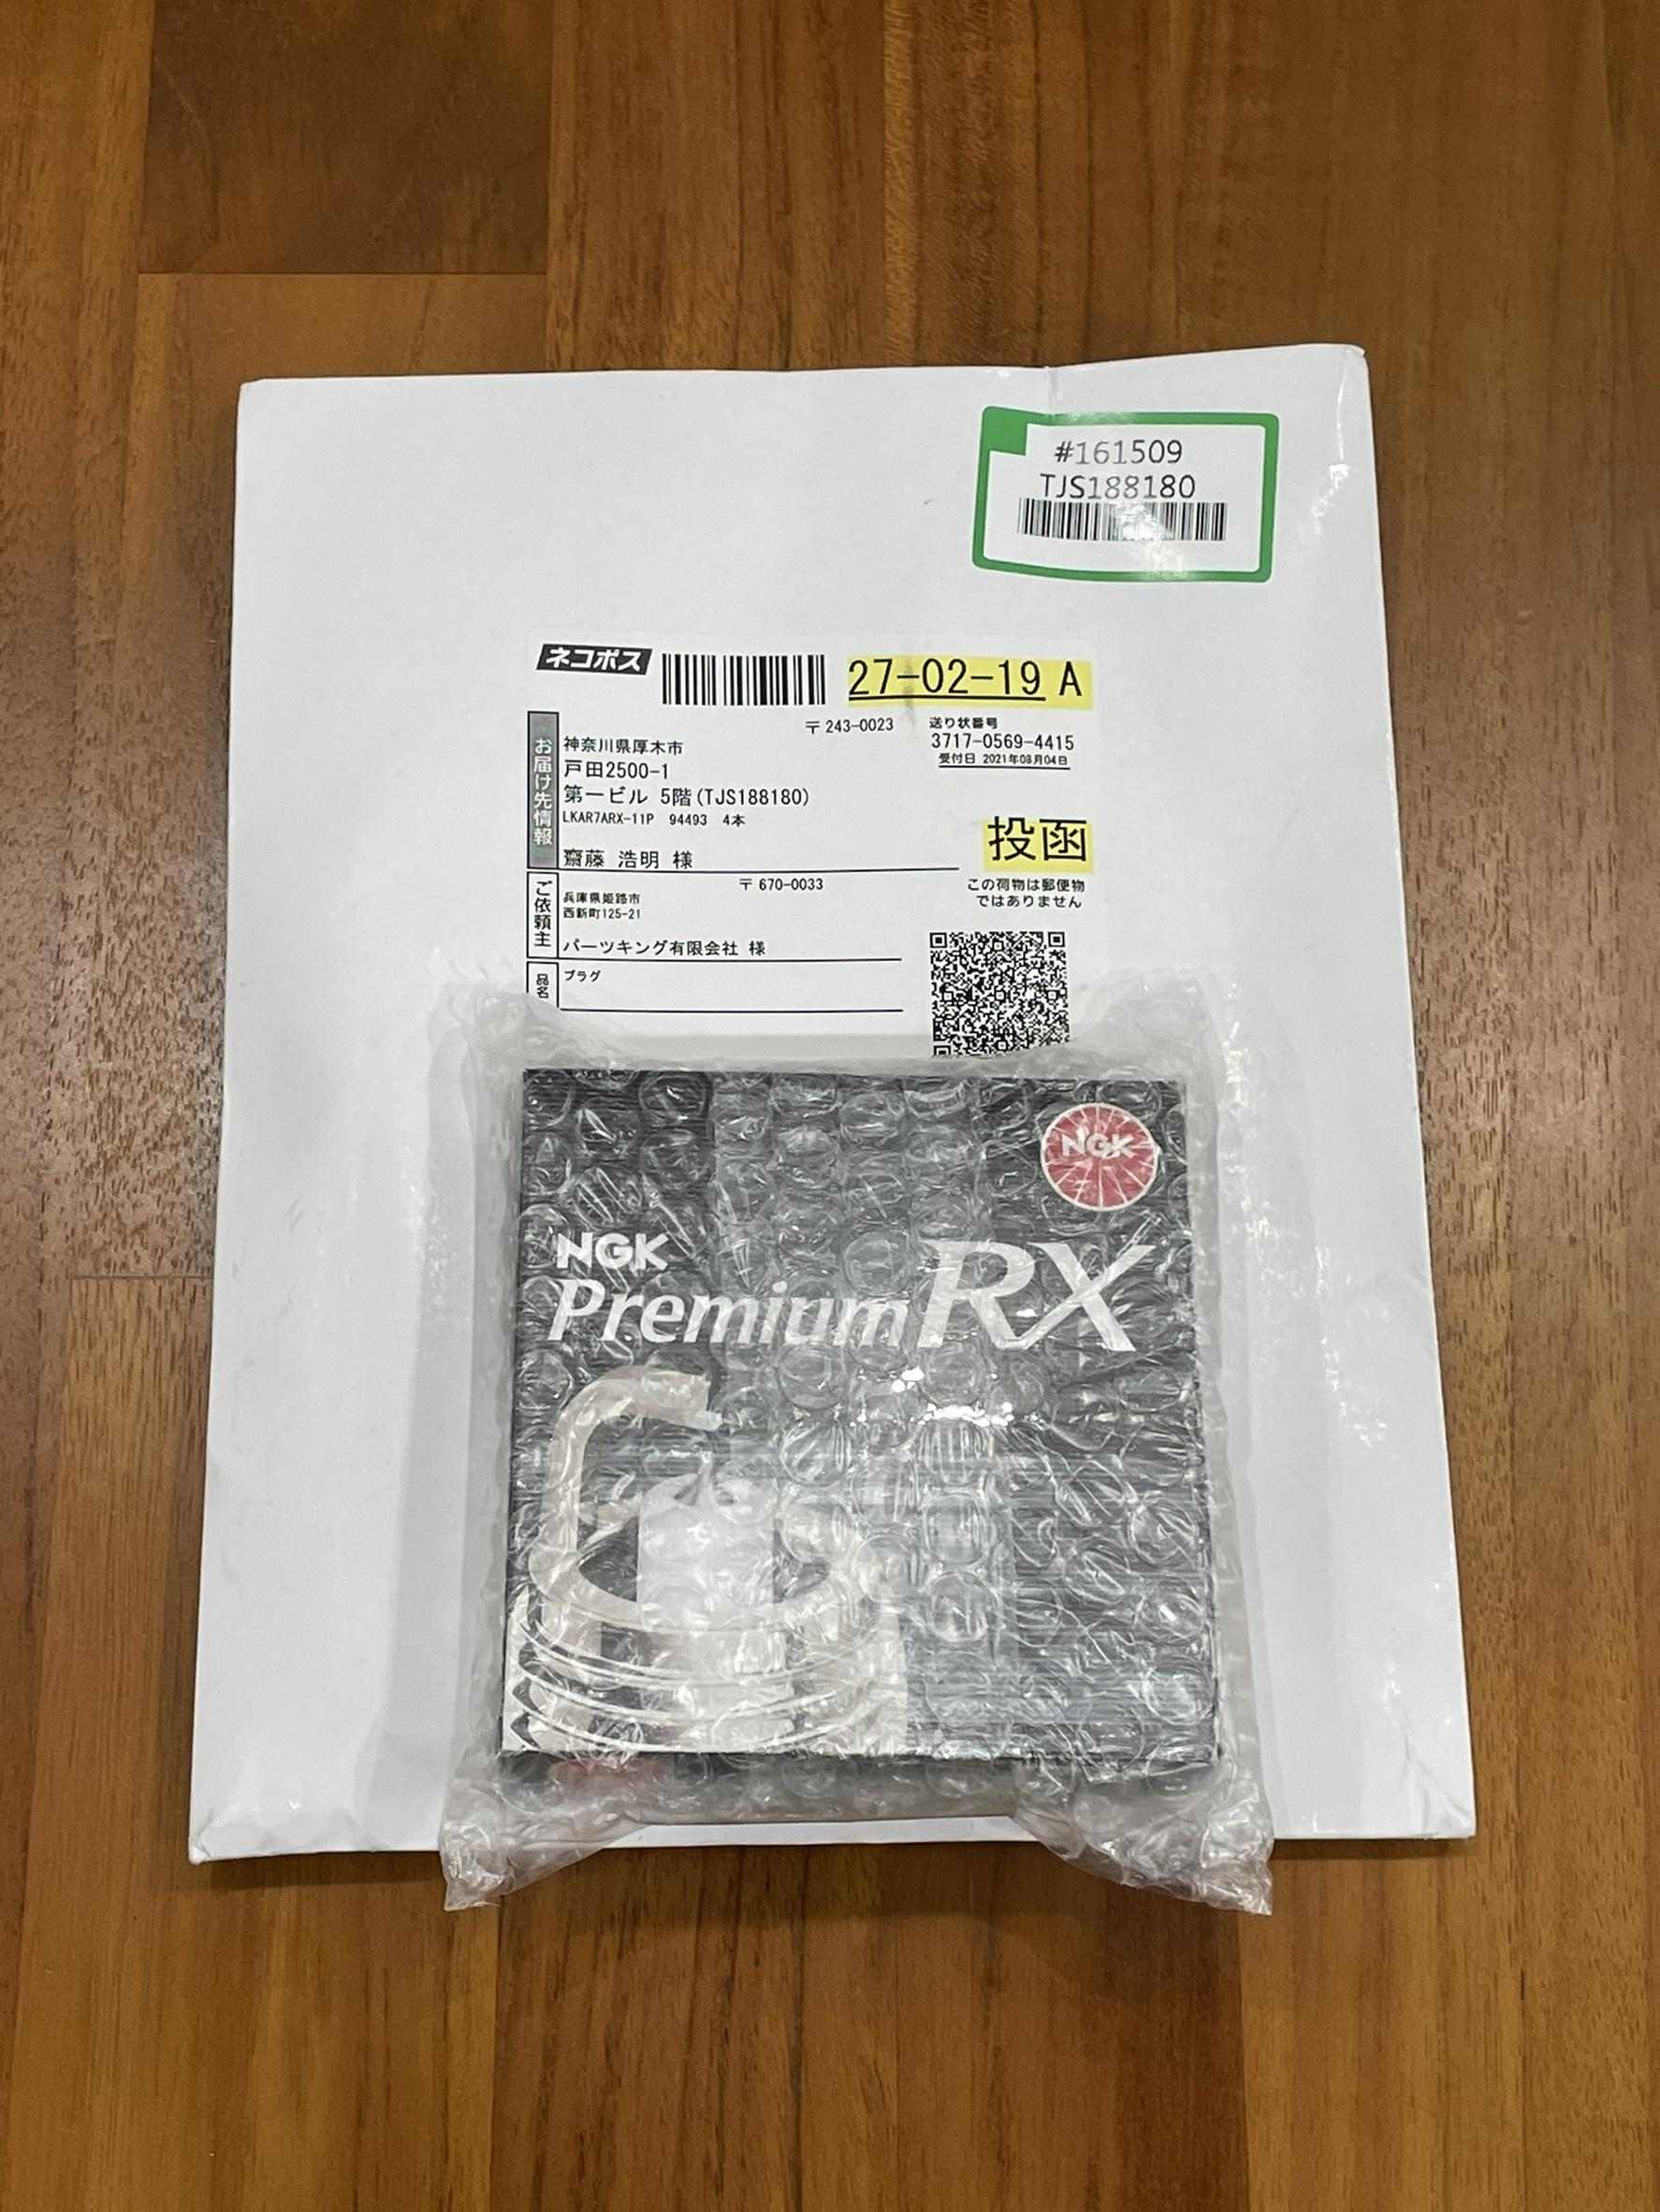 #161509
TJS188180
ネコポス
27-02-19 A
〒 243-0023
送り状番号
3717-0569-4415
受付日 2021年08月04日
お届け先情報
神奈川県厚木市
戸田2500-1
第一ビル 5階(TJS188180)
LKAR7ARX-11P 94493 4本
齋藤 浩明 様
投函
この荷物は郵便物
ではありません
ご依頼主
〒 670-0033
兵庫県姫路市
西新町125-21
パーツキング有限会社 様
品名
プラグ
NGK
NGK
Premium RX